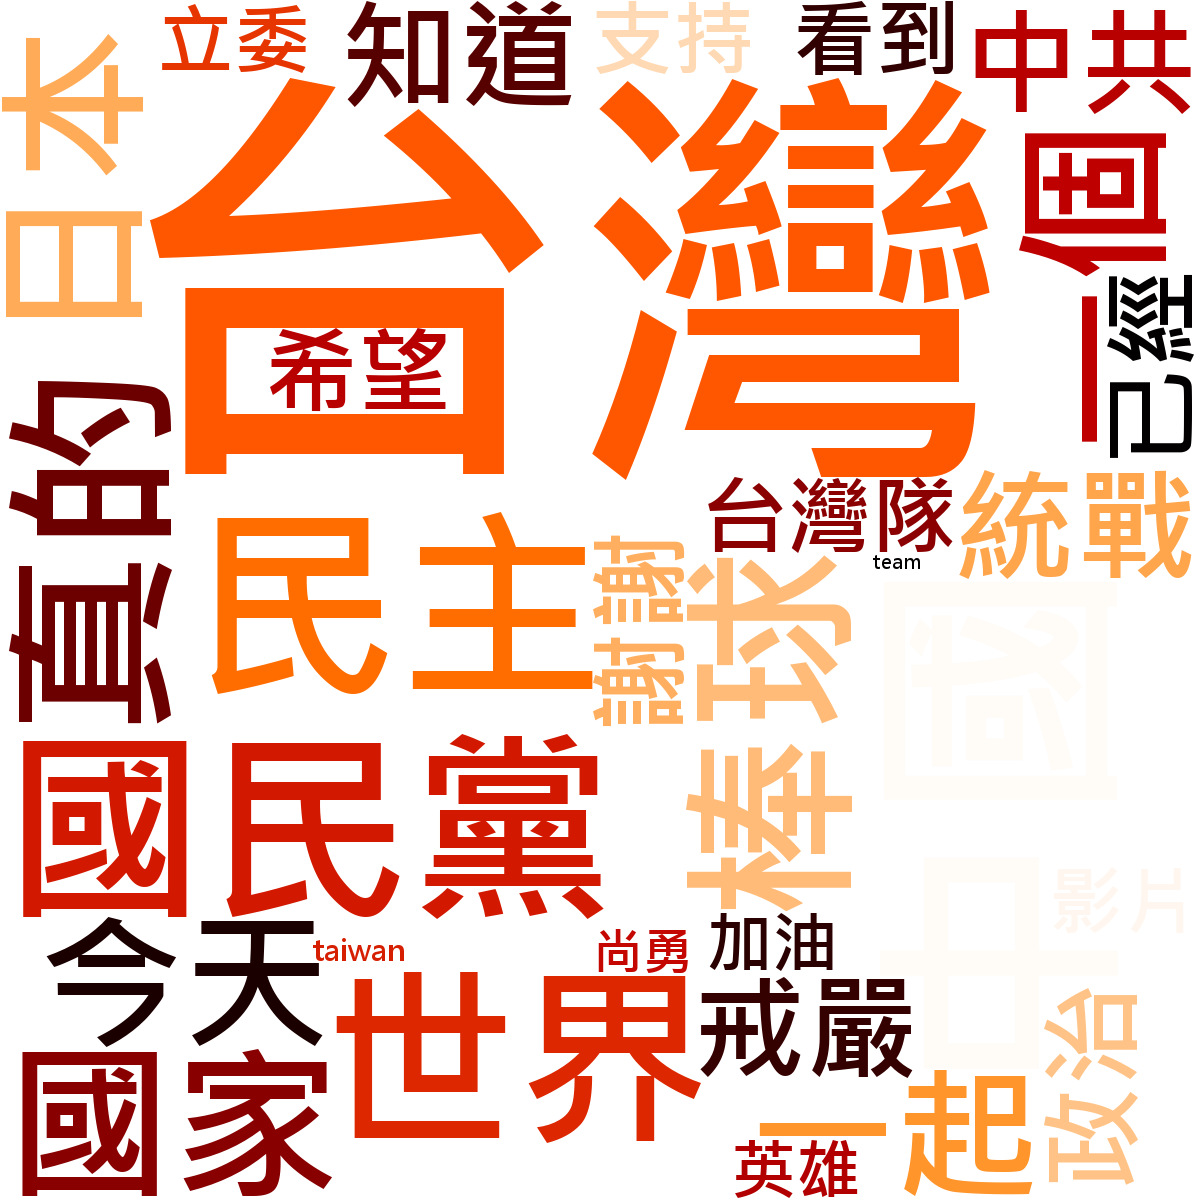 立委
知道
支持
看到
中共
日本
台灣
一個
已經
希望
真的
台灣隊
統戰
team
民主
謝謝
棒球
中國
國民黨
影片
今天
taiwan
尚勇
加油
世界
戒嚴
政治
國家
一起
英雄